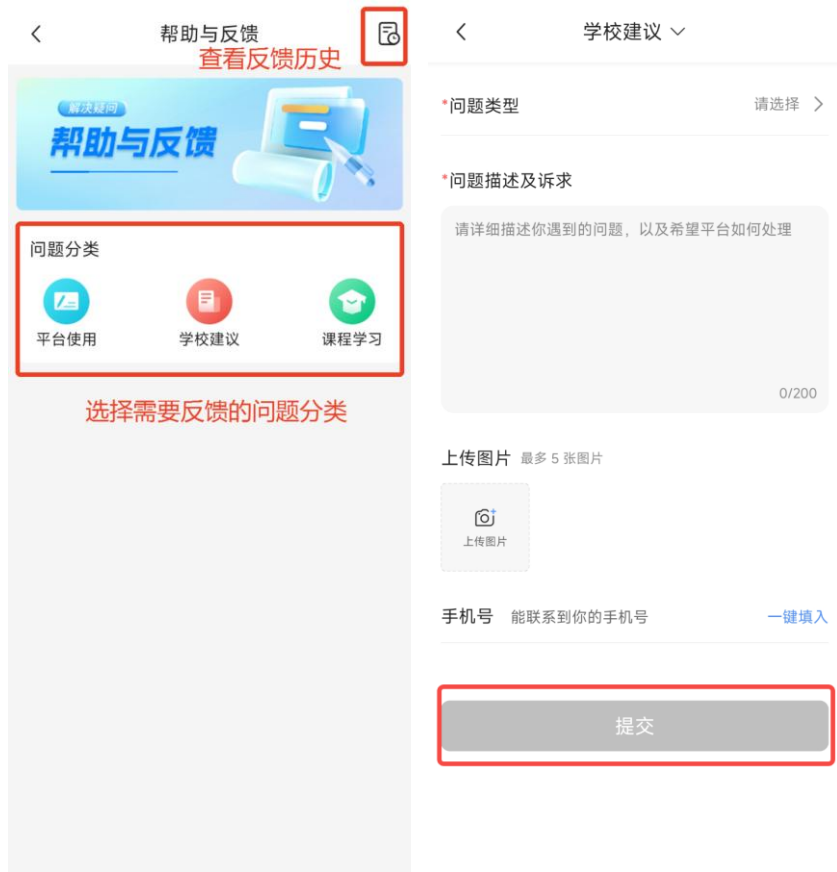 帮助与反馈
查看反馈历史
解决疑问
帮助与反馈
问题分类
平台使用
学校建议
课程学习
选择需要反馈的问题分类
学校建议
*问题类型
请选择
*问题描述及诉求
请详细描述你遇到的问题，以及希望平台如何处理
0/200
上传图片 最多 5 张图片
上传图片
手机号 能联系到你的手机号 一键填入
提交